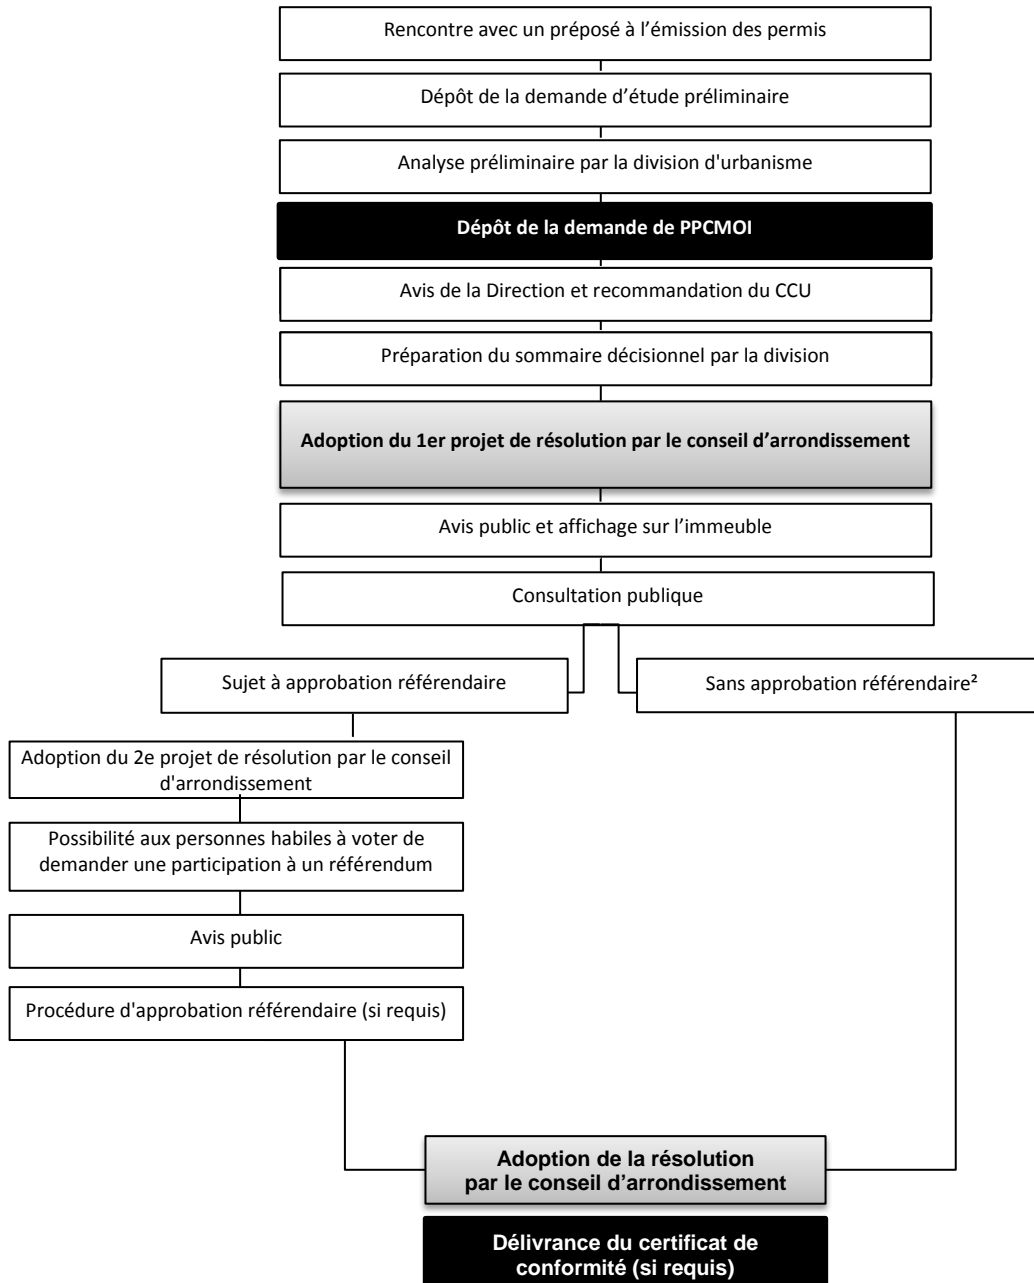 Rencontre avec un préposé à l’émission des permis
Dépôt de la demande d’étude préliminaire
Analyse préliminaire par la division d'urbanisme
Dépôt de la demande de PPCMOI
Avis de la Direction et recommandation du CCU
Préparation du sommaire décisionnel par la division
Adoption du 1er projet de résolution par le conseil d’arrondissement
Avis public et affichage sur l’immeuble
Consultation publique
Sujet à approbation référendaire
Sans approbation référendaire²
Adoption du 2e projet de résolution par le conseil
d'arrondissement
Possibilité aux personnes habiles à voter de
demander une participation à un référendum
Avis public
Procédure d'approbation référendaire (si requis)
Adoption de la résolution
par le conseil d’arrondissement
Délivrance du certificat de
conformité (si requis)